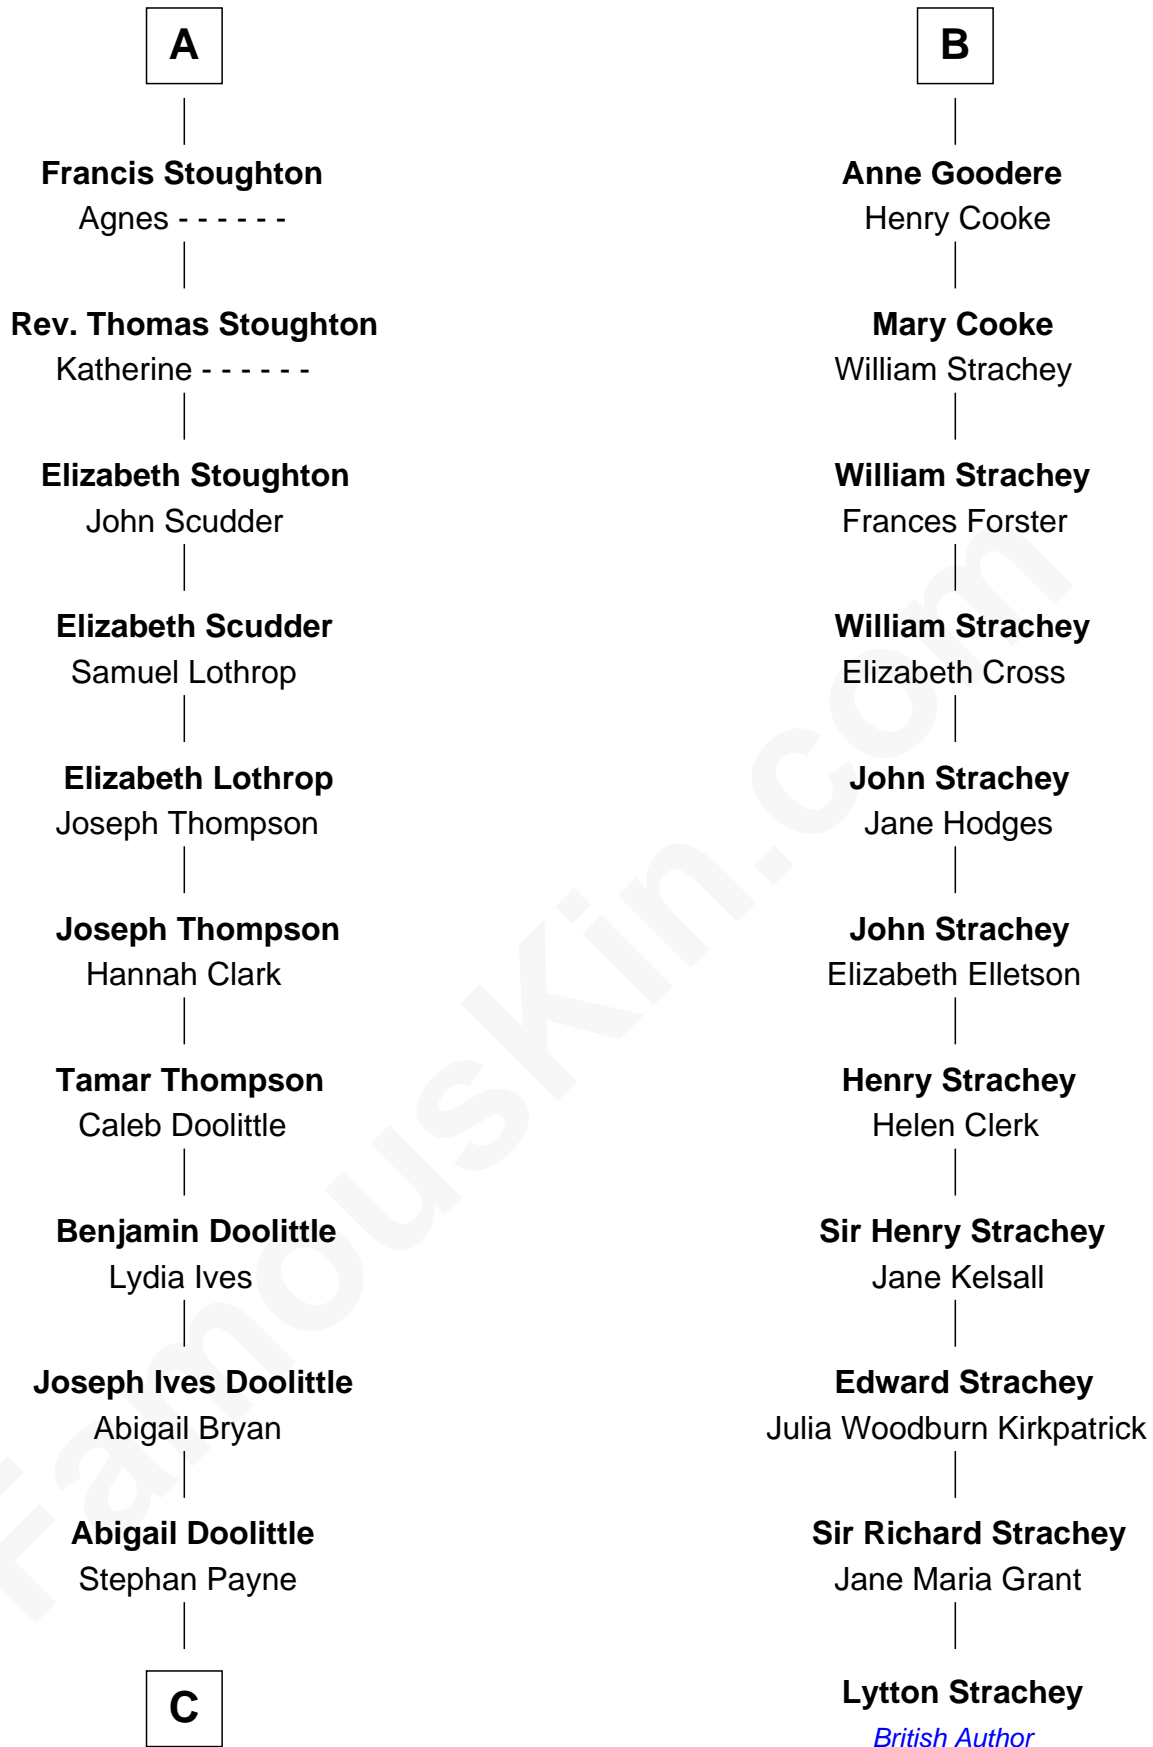 A
Francis Stoughton
Agnes - - - - - -
Rev. Thomas Stoughton
Katherine - - - - - -
Elizabeth Stoughton
John Scudder
Elizabeth Scudder
Samuel Lothrop
Elizabeth Lothrop
Joseph Thompson
Joseph Thompson
Hannah Clark
Tamar Thompson
Caleb Doolittle
Benjamin Doolittle
Lydia Ives
Joseph Ives Doolittle
Abigail Bryan
Abigail Doolittle
Stephan Payne
C
B
Anne Goodere
Henry Cooke
Mary Cooke
William Strachey
William Strachey
Frances Forster
William Strachey
Elizabeth Cross
John Strachey
Jane Hodges
John Strachey
Elizabeth Elletson
Henry Strachey
Helen Clerk
Sir Henry Strachey
Jane Kelsall
Edward Strachey
Julia Woodburn Kirkpatrick
Sir Richard Strachey
Jane Maria Grant
Lytton Strachey
British Author
FamousKin.com